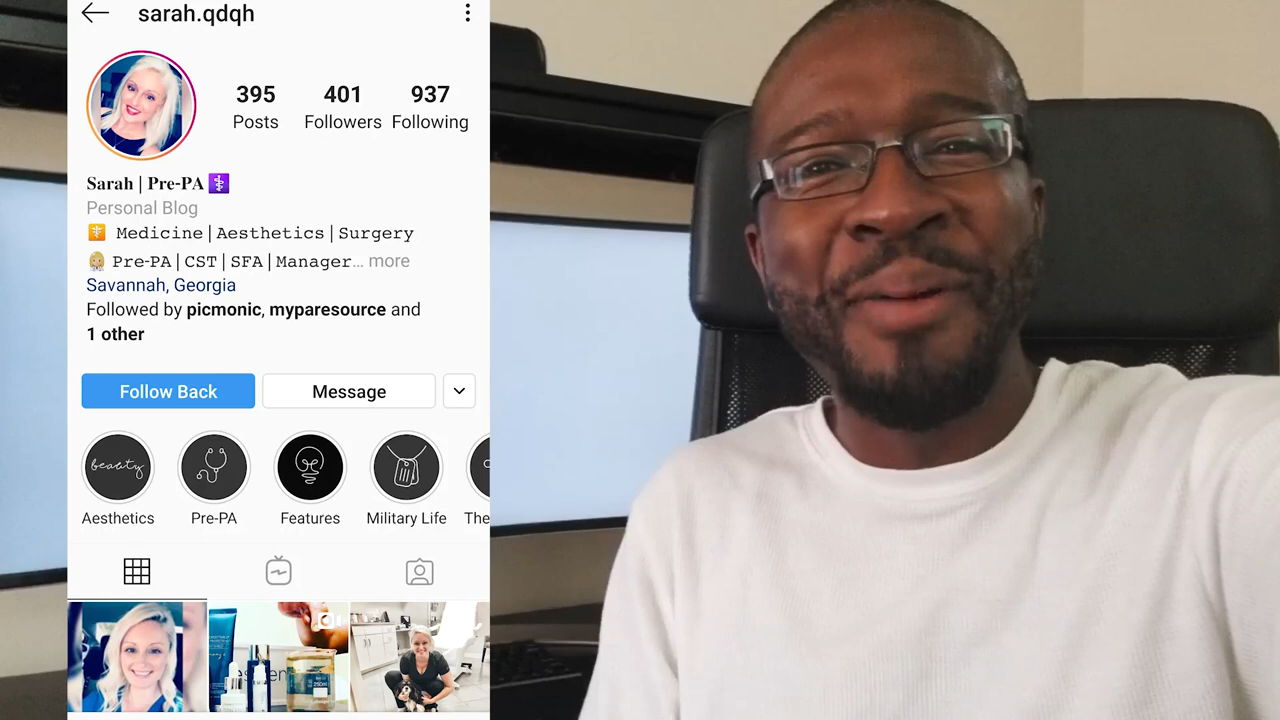 sarah.qdqh
395 401 937
Posts Followers Following
Sarah | Pre-PA
Personal Blog
Medicine | Aesthetics | Surgery
Pre-PA | CST | SFA | Manager... more
Savannah, Georgia
Followed by picmonic, myparesource and
1 other
Follow Back Message
beauty
Aesthetics Pre-PA Features Military Life The